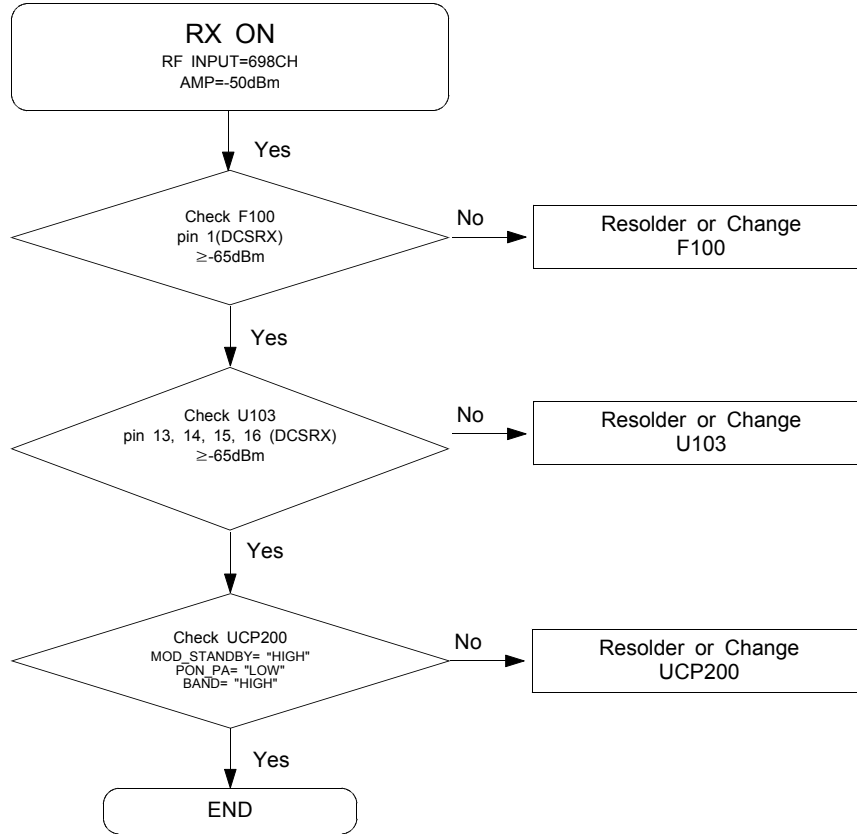 RX ON
RF INPUT=698CH
AMP=-50dBm
Yes
Check F100
pin 1(DCSRX)
≥-65dBm
No
Resolder or Change
F100
Yes
Check U103
pin 13, 14, 15, 16 (DCSRX)
≥-65dBm
No
Resolder or Change
U103
Yes
Check UCP200
MOD_STANDBY= "HIGH"
PON_PA= "LOW"
BAND= "HIGH"
No
Resolder or Change
UCP200
Yes
END